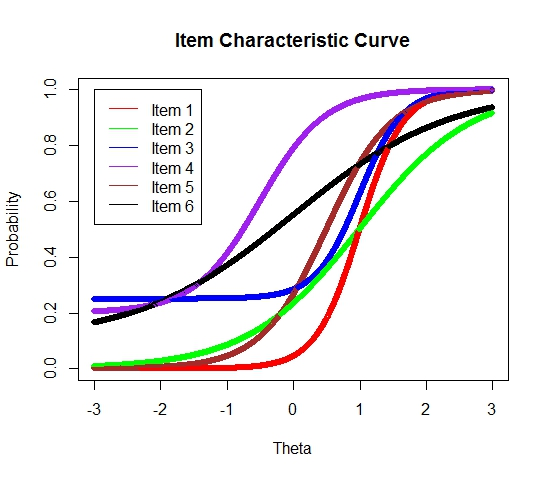 Item Characteristic Curve
Item 1
Item 2
Item 3
Item 4
Item 5
Item 6
Probability
0.0
0.2
0.4
0.6
0.8
1.0
-3 -2 -1 0 1 2 3
Theta